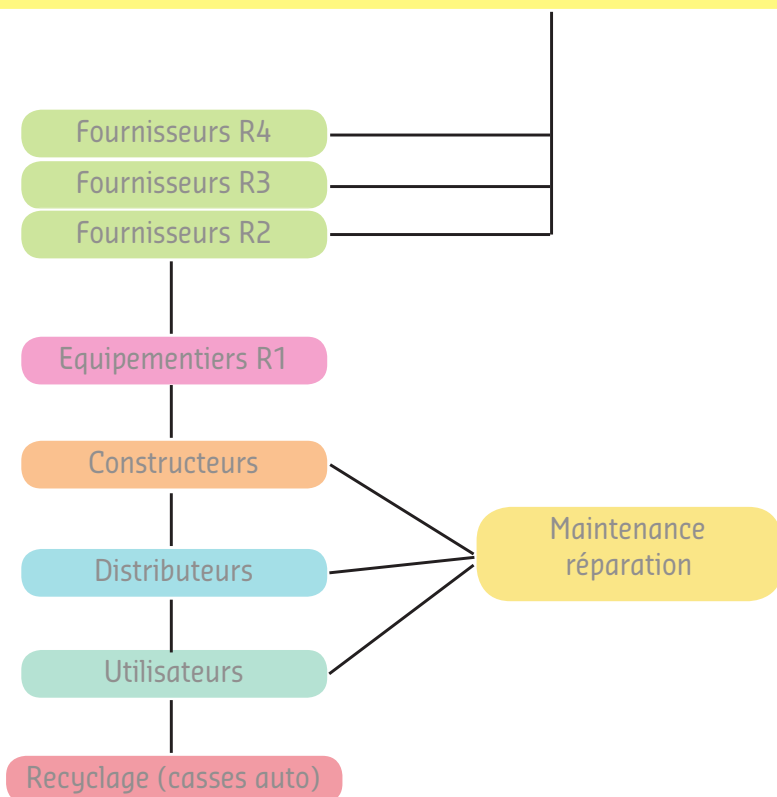 Fournisseurs R4
Fournisseurs R3
Fournisseurs R2
Equipementiers R1
Constructeurs
Maintenance
réparation
Distributeurs
Utilisateurs
Recyclage (casses auto)